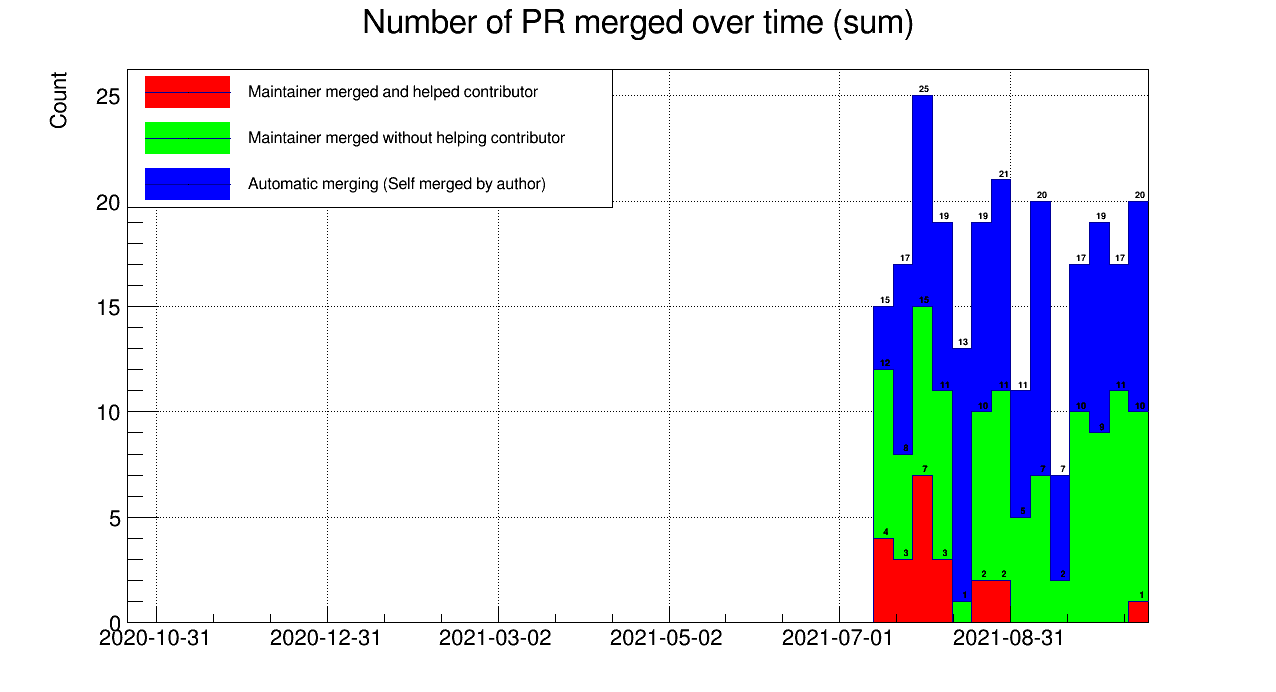 Number of PR merged over time (sum)
Count
Maintainer merged and helped contributor
Maintainer merged without helping contributor
Automatic merging (Self merged by author)
25
20
15
10
5
0
15 17 25 19 13 19 21 11 20 7 17 19 17 20
12 8 15 11 1 10 11 5 7 2 10 9 11 10
4 3 7 3 2 2 1
2020-10-31 2020-12-31 2021-03-02 2021-05-02 2021-07-01 2021-08-31